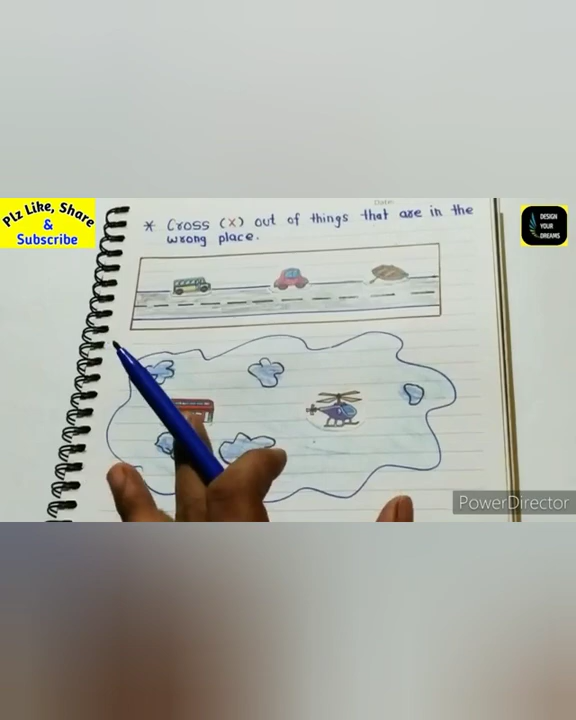 Plz Like, Share
&
Subscribe
Date:
* Cross (x) out of things that are in the
wrong place.
DESIGN
YOUR
DREAMS
PowerDirector